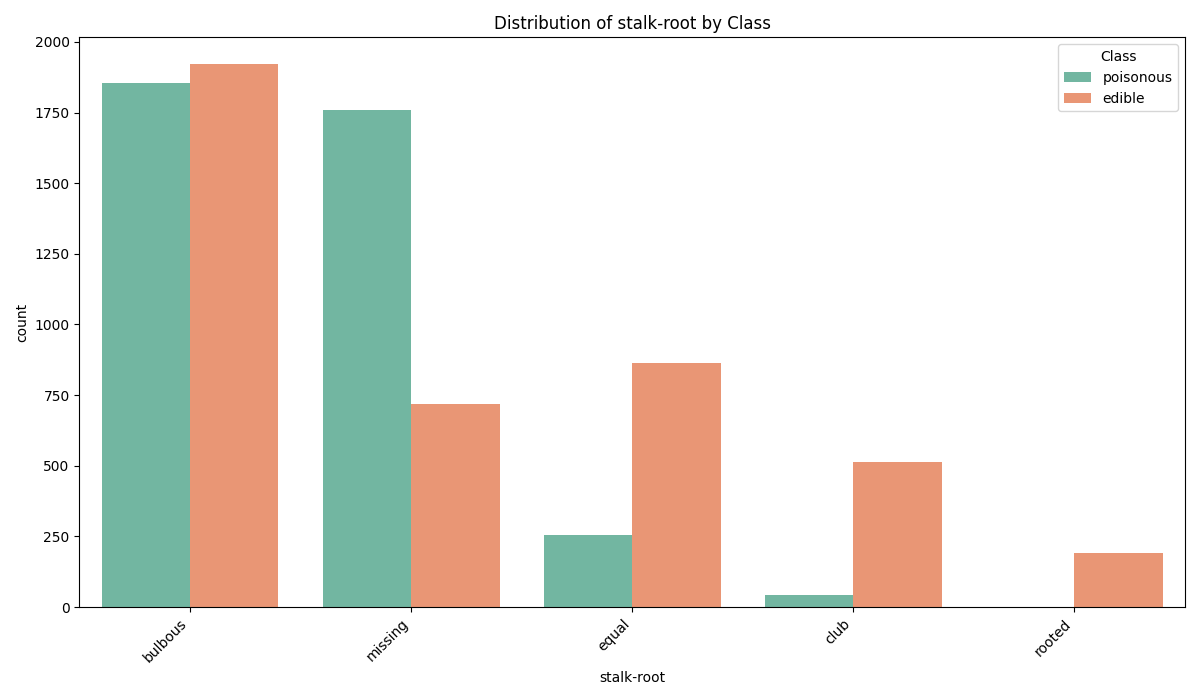 Distribution of stalk-root by Class
Class
poisonous
edible
count
2000
1750
1500
1250
1000
750
500
250
0
bulbous
missing
equal
club
rooted
stalk-root